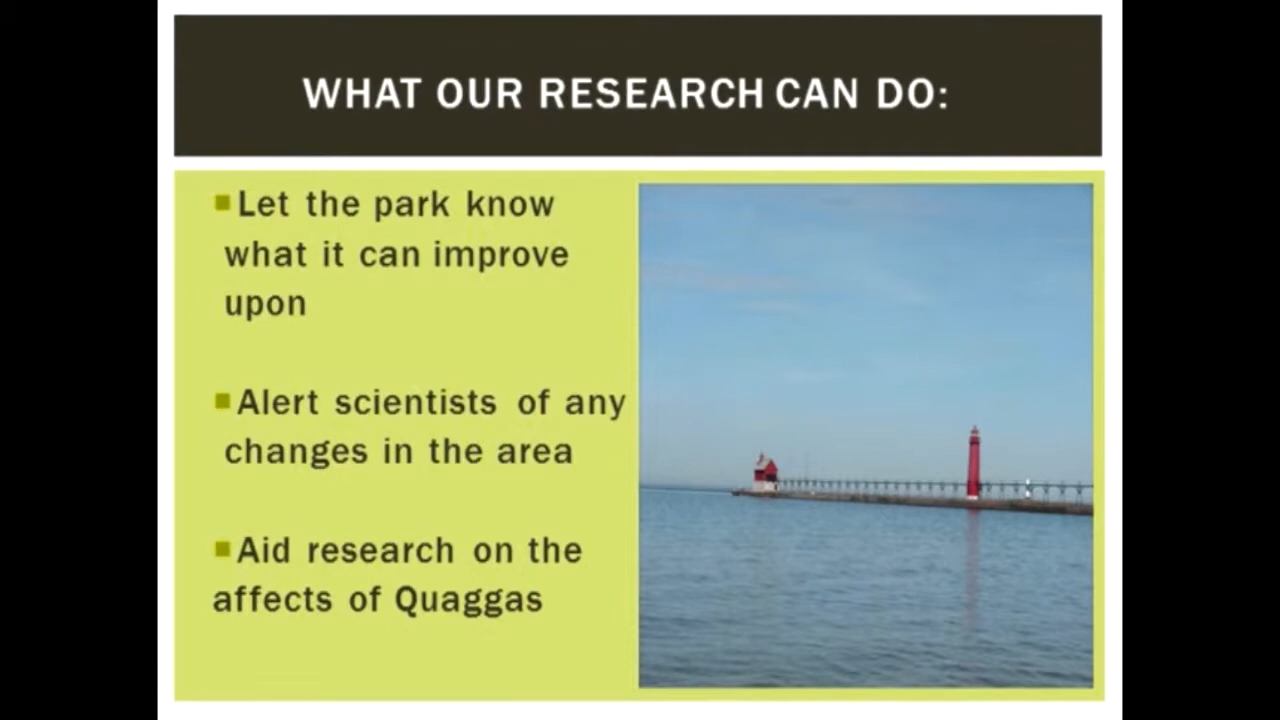 WHAT OUR RESEARCH CAN DO:
Let the park know
what it can improve
upon
Alert scientists of any
changes in the area
Aid research on the
affects of Quaggas